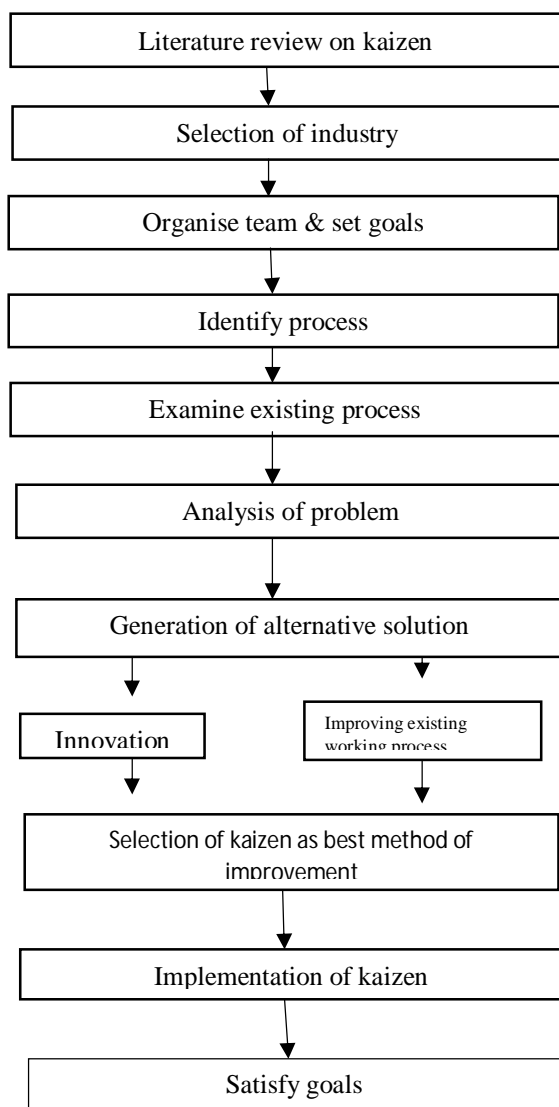 Literature review on kaizen
Selection of industry
Organise team & set goals
Identify process
Examine existing process
Analysis of problem
Generation of alternative solution
Innovation
Improving existing
working process
Selection of kaizen as best method of
improvement
Implementation of kaizen
Satisfy goals